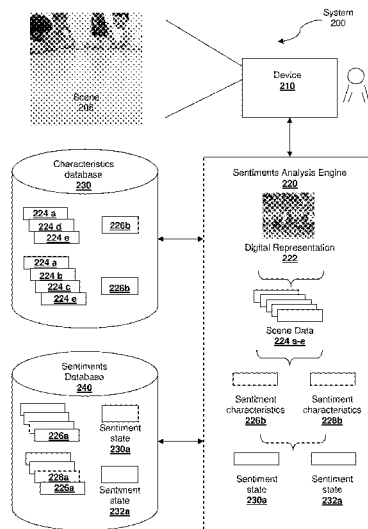 System
200
Scene
Device
210
Characteristics
database
230
224 a
224 d
224 e
226b
224 a
224 b
224 c
224 e
226b
Sentiments Analysis Engine
220
Digital Representation
222
Scene Data
224 a-e
Sentiment
characteristics
226b
Sentiment
characteristics
228b
Sentiments
Database
240
226a
Sentiment
state
230a
228a
226a
Sentiment
state
232a
Sentiment
state
230a
Sentiment
state
232a